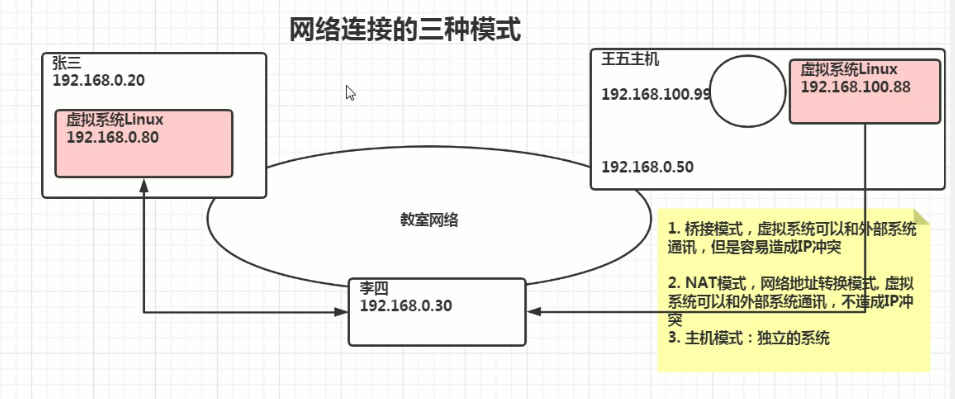 网络连接的三种模式
张三
192.168.0.20
虚拟系统Linux
192.168.0.80
王五主机
192.168.100.99
虚拟系统Linux
192.168.100.88
192.168.0.50
教室网络
李四
192.168.0.30
1. 桥接模式，虚拟系统可以和外部系统
通讯，但是容易造成IP冲突
2. NAT模式，网络地址转换模式, 虚拟
系统可以和外部系统通讯，不造成IP冲
突
3. 主机模式：独立的系统